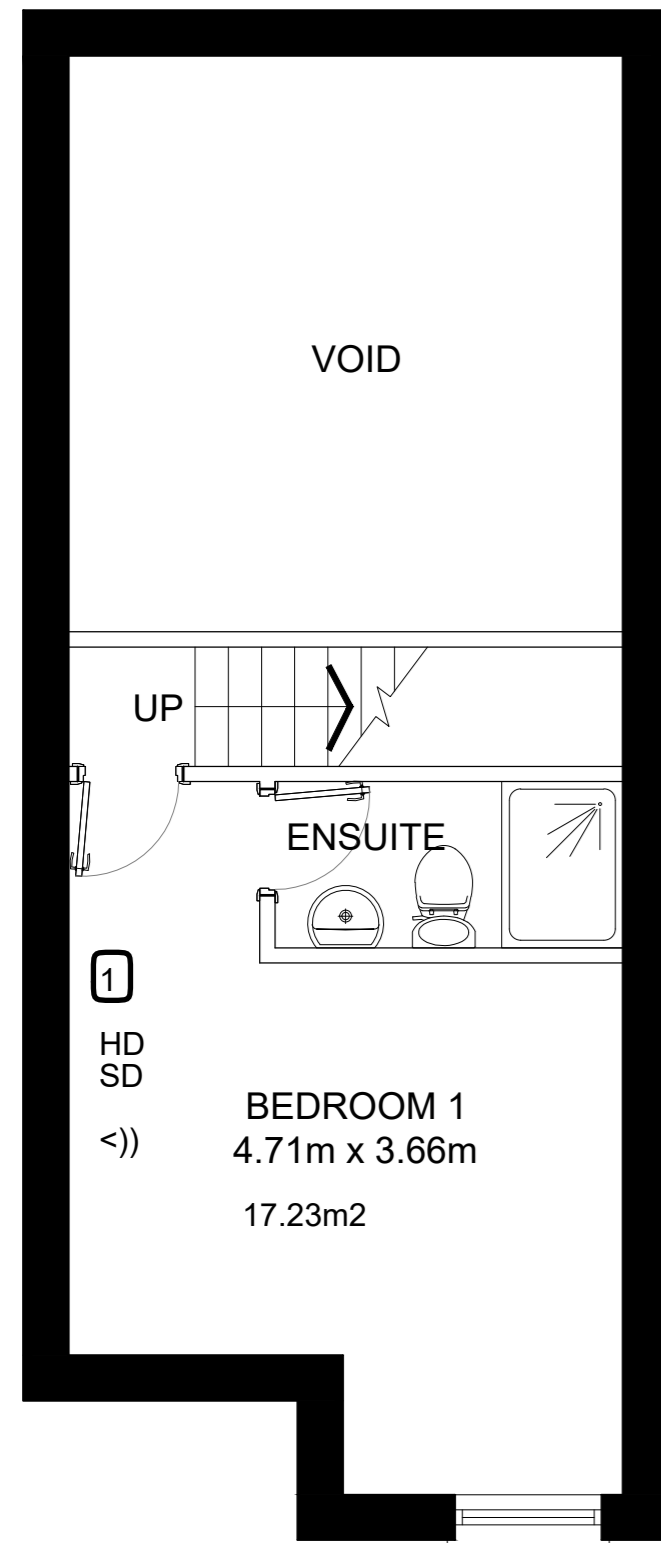 VOID
UP
ENSUITE
1
HD
SD
<))
BEDROOM 1
4.71m x 3.66m
17.23m2